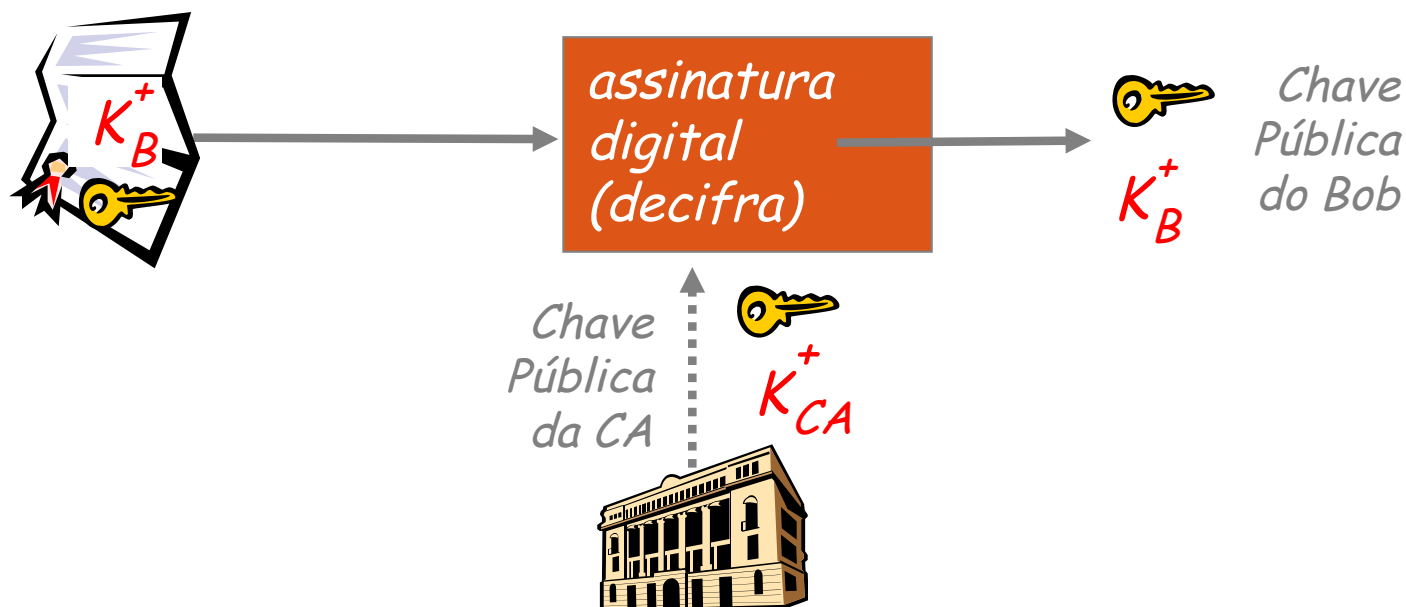 K+B
assinatura
digital
(decifra)
Chave
Pública
do Bob
K+B
Chave
Pública
da CA
K+CA